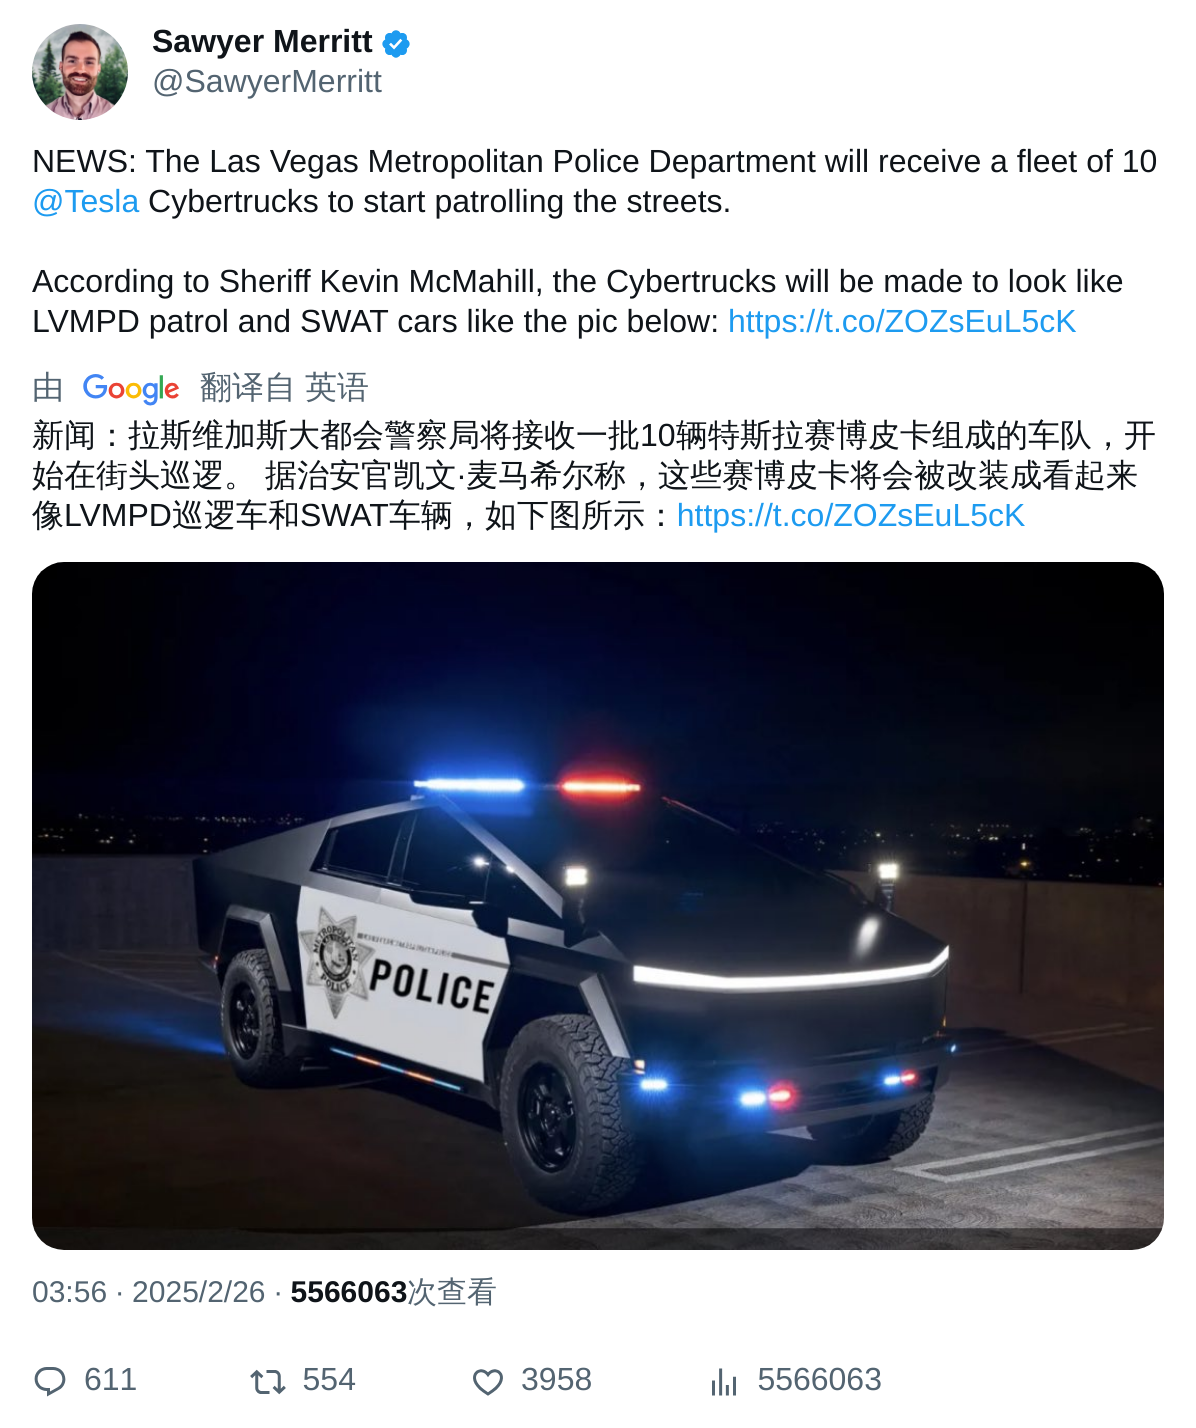 Sawyer Merritt
@SawyerMerritt
NEWS: The Las Vegas Metropolitan Police Department will receive a fleet of 10
@Tesla Cybertrucks to start patrolling the streets.
According to Sheriff Kevin McMahill, the Cybertrucks will be made to look like
LVMPD patrol and SWAT cars like the pic below: https://t.co/ZOZsEuL5cK
由 Google 翻译自 英语
新闻：拉斯维加斯大都会警察局将接收一批10辆特斯拉赛博皮卡组成的车队，开
始在街头巡逻。 据治安官凯文·麦马希尔称，这些赛博皮卡将会被改装成看起来
像LVMPD巡逻车和SWAT车辆，如下图所示：https://t.co/ZOZsEuL5cK
METROPOLITAN
POLICE
POLICE
03:56 · 2025/2/26 · 5566063次查看
611 554 3958 5566063